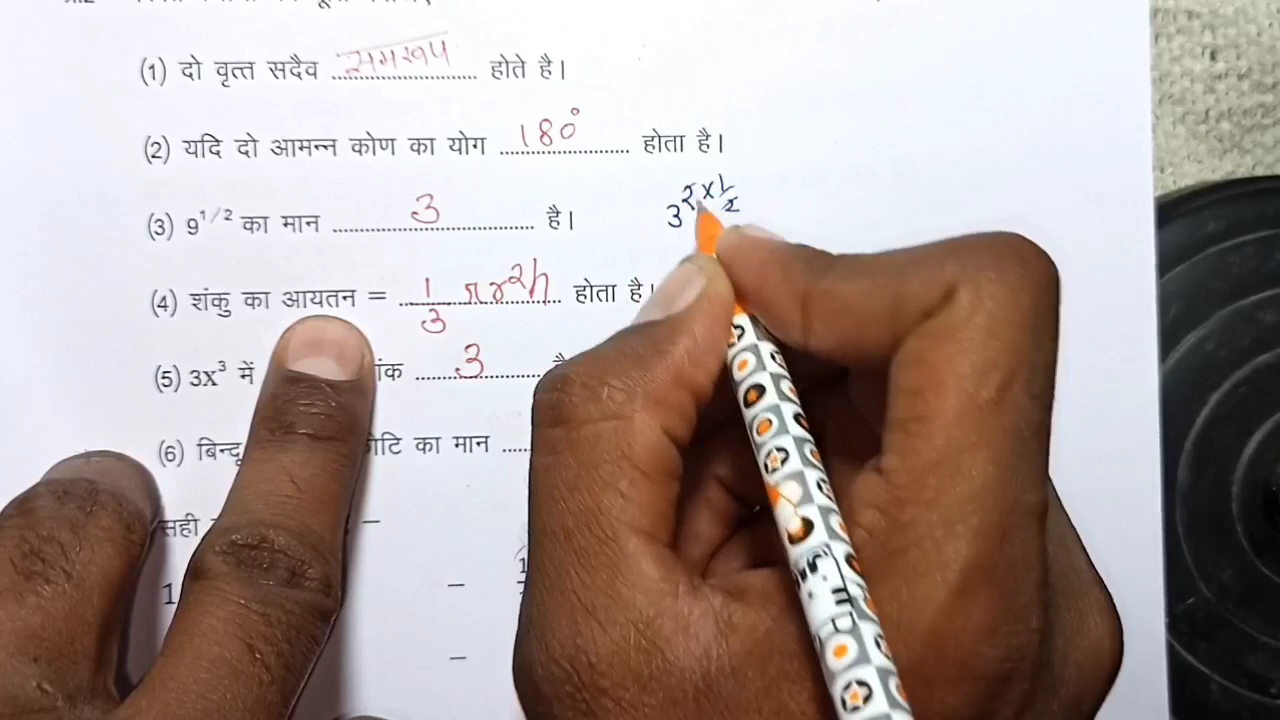 (1) दो वृत्त सदैव समरूप होते है।
(2) यदि दो आमन्न कोण का योग 180° होता है।
3^2×1/2
(3) 9^1/2 का मान 3 है।
(4) शंकु का आयतन = 1/3 πr²h होता है।
(5) 3x³ में ांक 3
(6) बिन्दू का मान
सही –
1 –
–